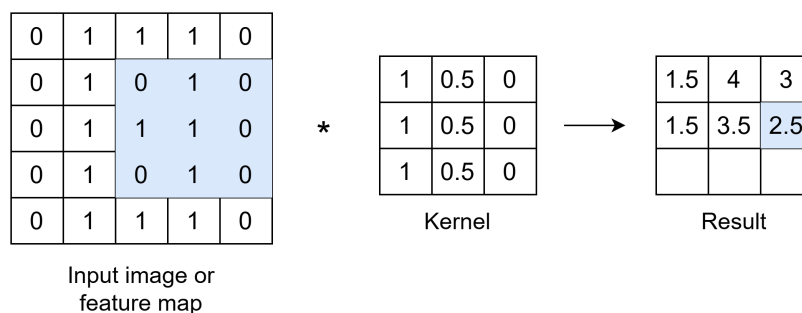 0 1 1 1 0
0 1 0 1 0
0 1 1 1 0
0 1 0 1 0
0 1 1 1 0
Input image or
feature map
*
1 0.5 0
1 0.5 0
1 0.5 0
Kernel
1.5 4 3
1.5 3.5 2.5
Result